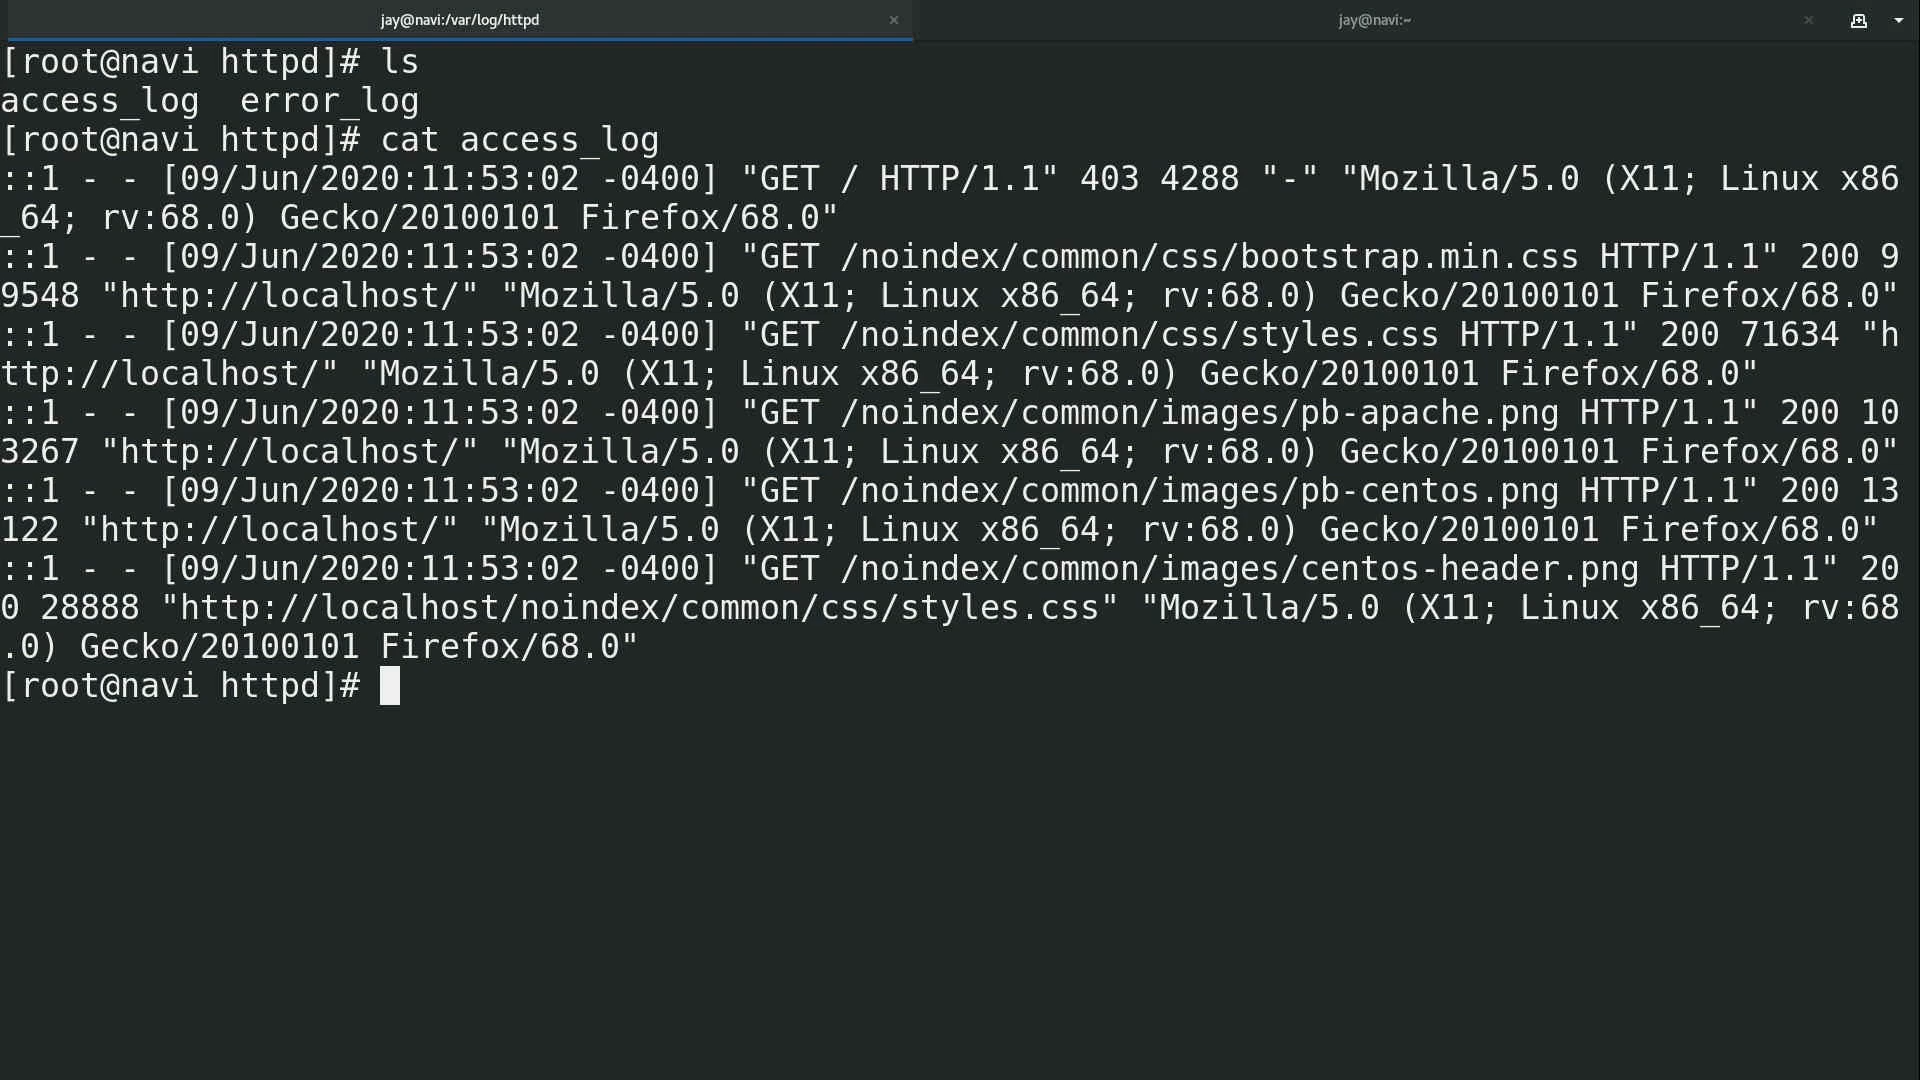 jay@navi:/var/log/httpd
jay@navi:~
[root@navi httpd]# ls
access_log  error_log
[root@navi httpd]# cat access_log
::1 - - [09/Jun/2020:11:53:02 -0400] "GET / HTTP/1.1" 403 4288 "-" "Mozilla/5.0 (X11; Linux x86
_64; rv:68.0) Gecko/20100101 Firefox/68.0"
::1 - - [09/Jun/2020:11:53:02 -0400] "GET /noindex/common/css/bootstrap.min.css HTTP/1.1" 200 9
9548 "http://localhost/" "Mozilla/5.0 (X11; Linux x86_64; rv:68.0) Gecko/20100101 Firefox/68.0"
::1 - - [09/Jun/2020:11:53:02 -0400] "GET /noindex/common/css/styles.css HTTP/1.1" 200 71634 "h
ttp://localhost/" "Mozilla/5.0 (X11; Linux x86_64; rv:68.0) Gecko/20100101 Firefox/68.0"
::1 - - [09/Jun/2020:11:53:02 -0400] "GET /noindex/common/images/pb-apache.png HTTP/1.1" 200 10
3267 "http://localhost/" "Mozilla/5.0 (X11; Linux x86_64; rv:68.0) Gecko/20100101 Firefox/68.0"
::1 - - [09/Jun/2020:11:53:02 -0400] "GET /noindex/common/images/pb-centos.png HTTP/1.1" 200 13
122 "http://localhost/" "Mozilla/5.0 (X11; Linux x86_64; rv:68.0) Gecko/20100101 Firefox/68.0"
::1 - - [09/Jun/2020:11:53:02 -0400] "GET /noindex/common/images/centos-header.png HTTP/1.1" 20
0 28888 "http://localhost/noindex/common/css/styles.css" "Mozilla/5.0 (X11; Linux x86_64; rv:68
.0) Gecko/20100101 Firefox/68.0"
[root@navi httpd]#